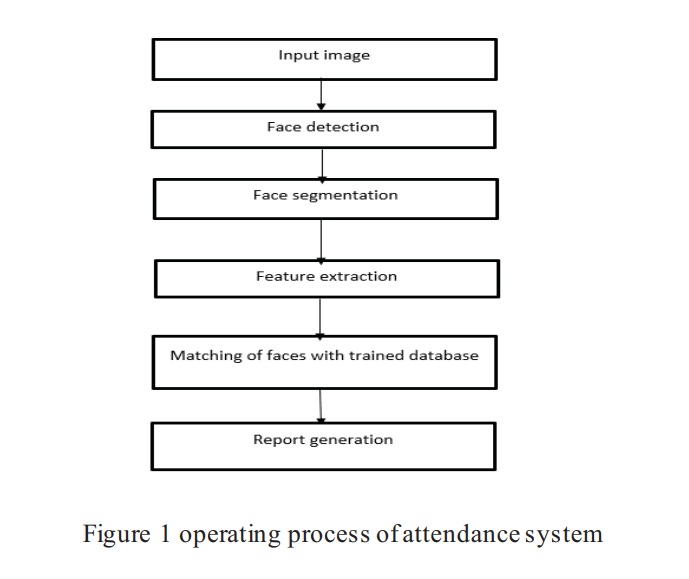 Input image
Face detection
Face segmentation
Feature extraction
Matching of faces with trained database
Report generation
Figure 1 operating process of attendance system